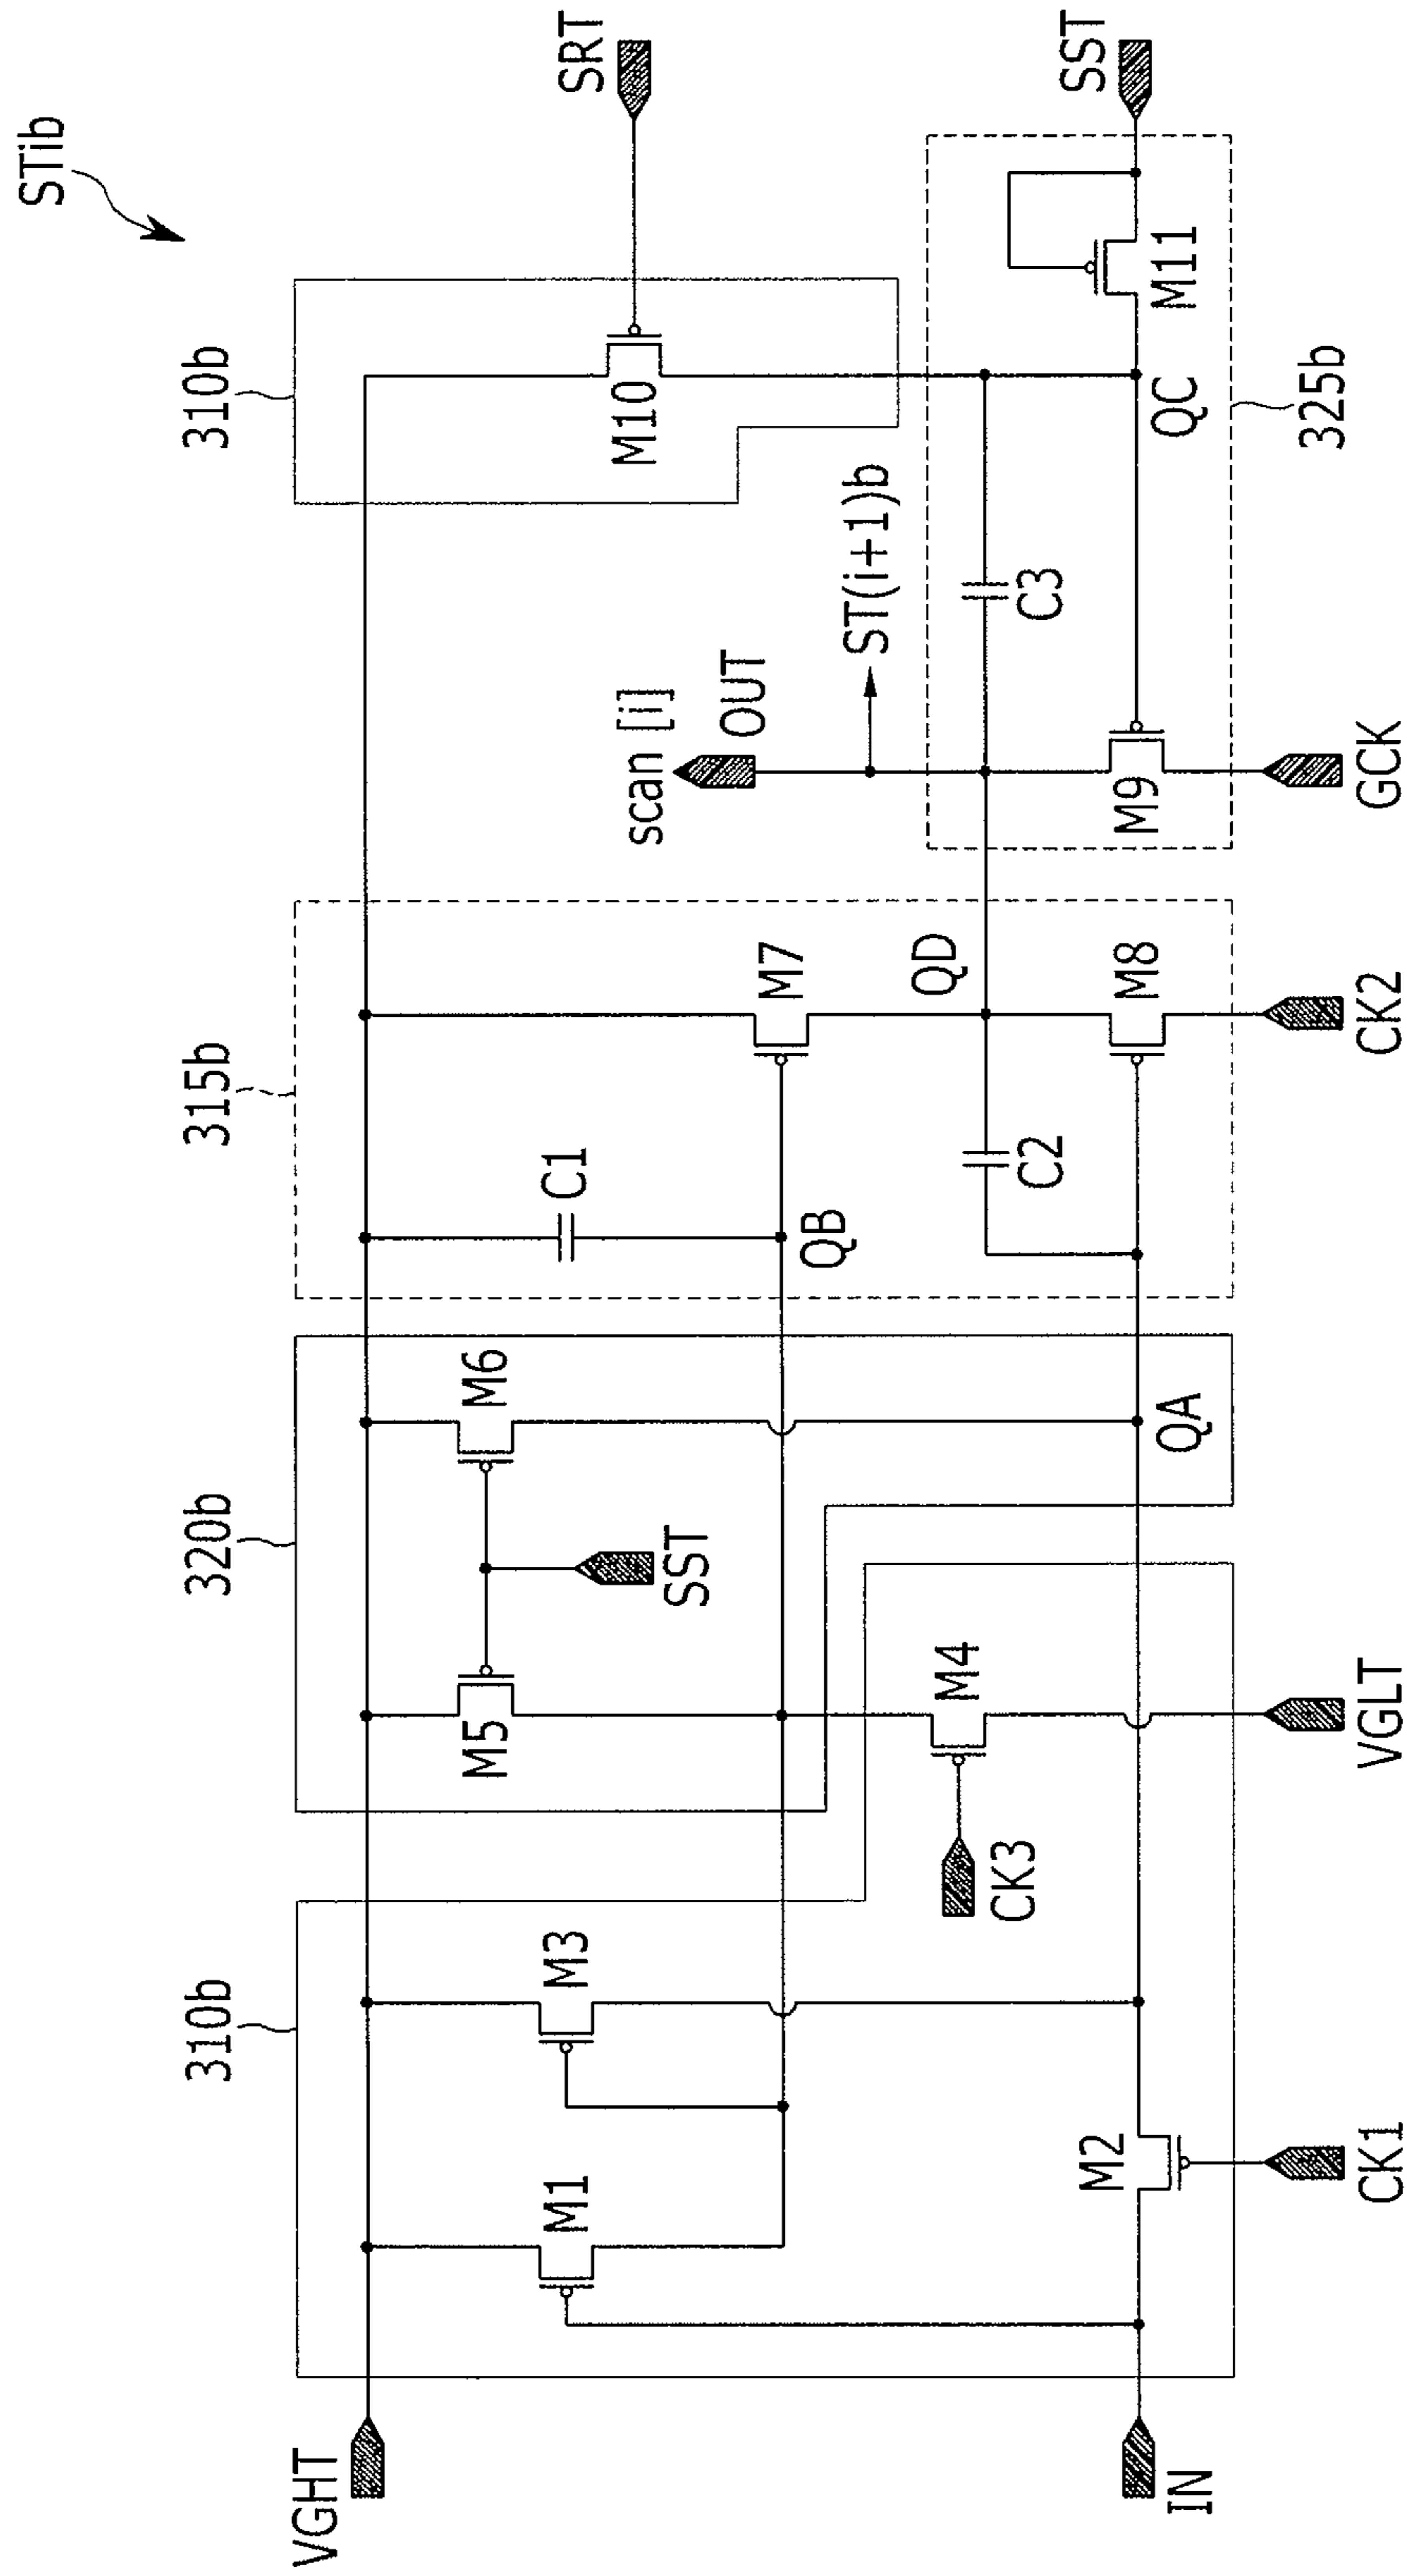 STib
310b
320b
315b
310b
VGHT
SRT
M1
M3
M5
M6
C1
M10
SST
scan [i]
OUT
QB
M7
ST(i+1)b
M4
CK3
QD
C2
C3
M2
QA
M8
M9
QC
M11
SST
IN
CK1
VGLT
CK2
GCK
325b